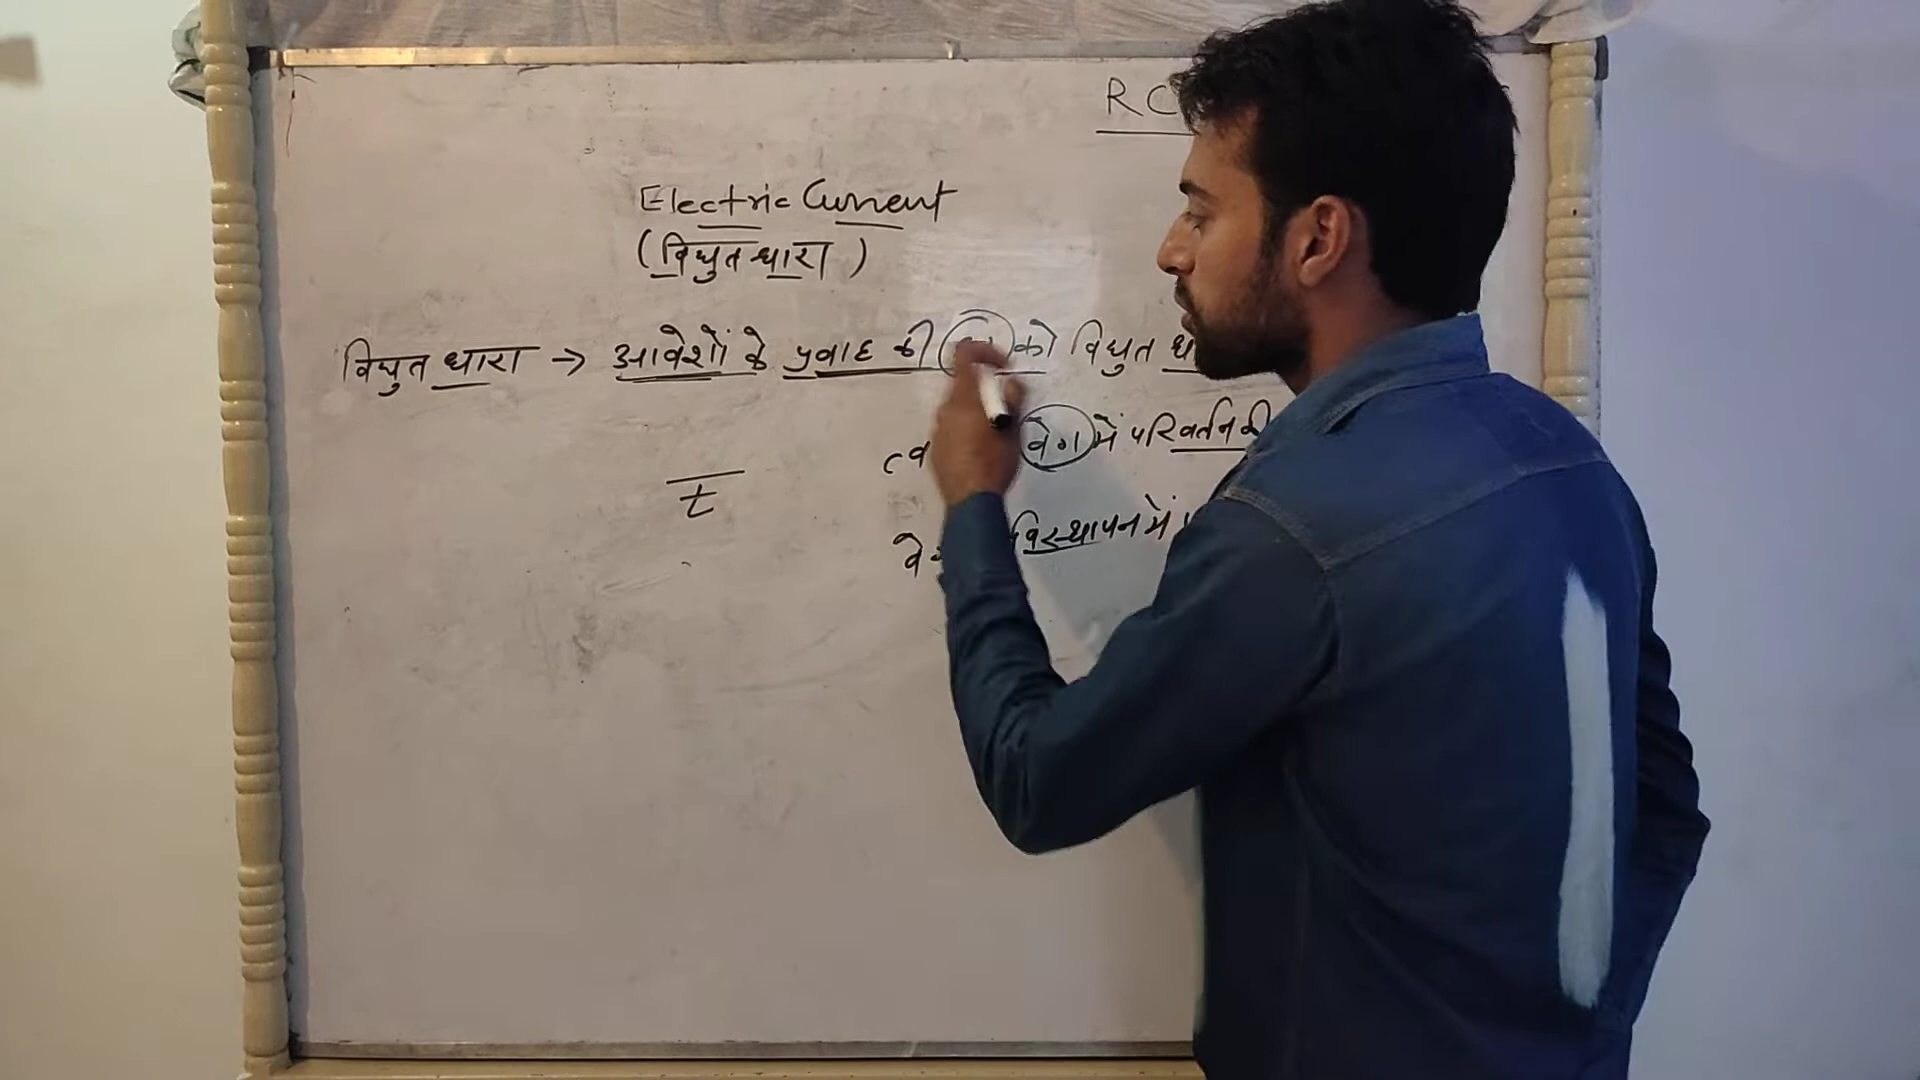 RC
Electric Current
(विद्युत धारा)
विद्युत धारा → आवेशों के प्रवाह की को विद्युत
वेग में परिवर्तन की
t
विस्थापन में